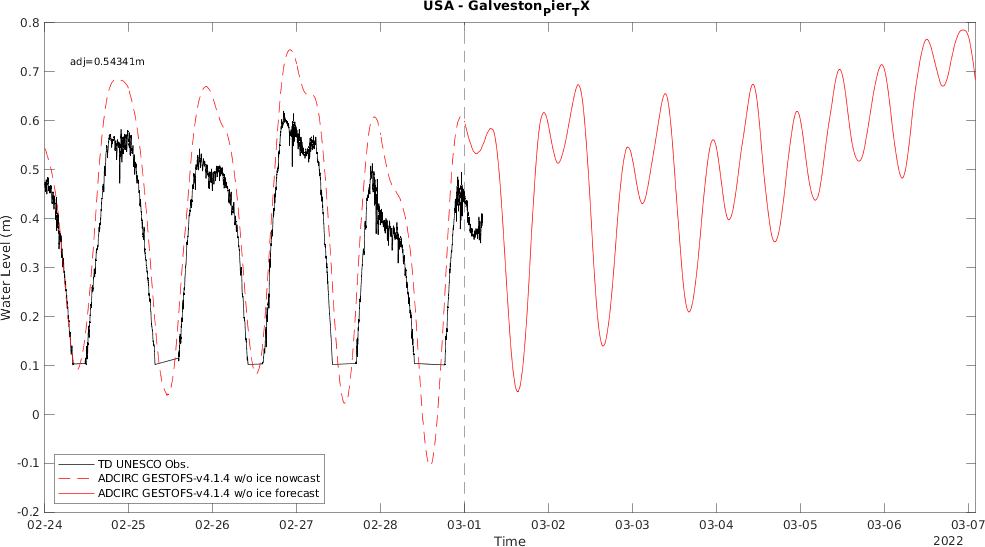 USA - Galveston_Pier_TX
0.8
adj=0.54341m
0.7
0.6
0.5
0.4
0.3
0.2
0.1
0
-0.1
-0.2
Water Level (m)
TD UNESCO Obs.
ADCIRC GESTOFS-v4.1.4 w/o ice nowcast
ADCIRC GESTOFS-v4.1.4 w/o ice forecast
02-24 02-25 02-26 02-27 02-28 03-01 03-02 03-03 03-04 03-05 03-06 03-07
Time
2022